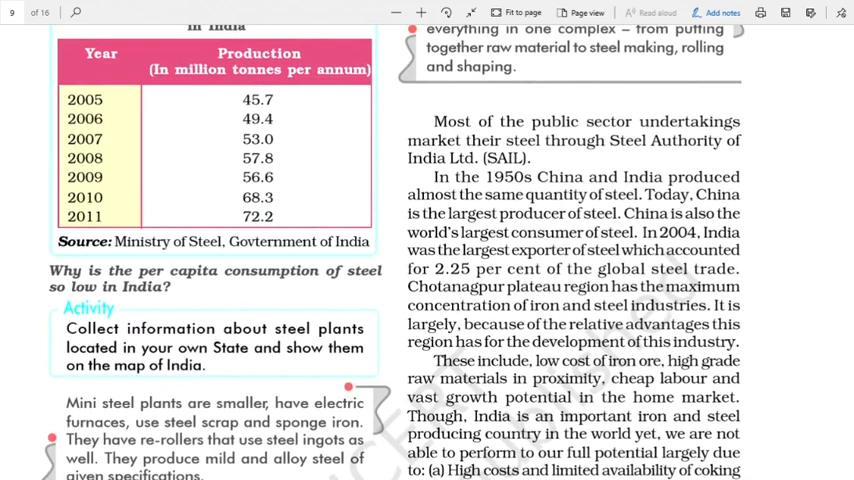 9 of 16
Fit to page
Page view
Read aloud
Add notes
in India
Year Production
(In million tonnes per annum)
2005 45.7
2006 49.4
2007 53.0
2008 57.8
2009 56.6
2010 68.3
2011 72.2
Source: Ministry of Steel, Govternment of India
Why is the per capita consumption of steel
so low in India?
Activity
Collect information about steel plants
located in your own State and show them
on the map of India.
Mini steel plants are smaller, have electric
furnaces, use steel scrap and sponge iron.
They have re-rollers that use steel ingots as
well. They produce mild and alloy steel of
given specifications.
everything in one complex – from putting
together raw material to steel making, rolling
and shaping.
Most of the public sector undertakings
market their steel through Steel Authority of
India Ltd. (SAIL).
In the 1950s China and India produced
almost the same quantity of steel. Today, China
is the largest producer of steel. China is also the
world's largest consumer of steel. In 2004, India
was the largest exporter of steel which accounted
for 2.25 per cent of the global steel trade.
Chotanagpur plateau region has the maximum
concentration of iron and steel industries. It is
largely, because of the relative advantages this
region has for the development of this industry.
These include, low cost of iron ore, high grade
raw materials in proximity, cheap labour and
vast growth potential in the home market.
Though, India is an important iron and steel
producing country in the world yet, we are not
able to perform to our full potential largely due
to: (a) High costs and limited availability of coking